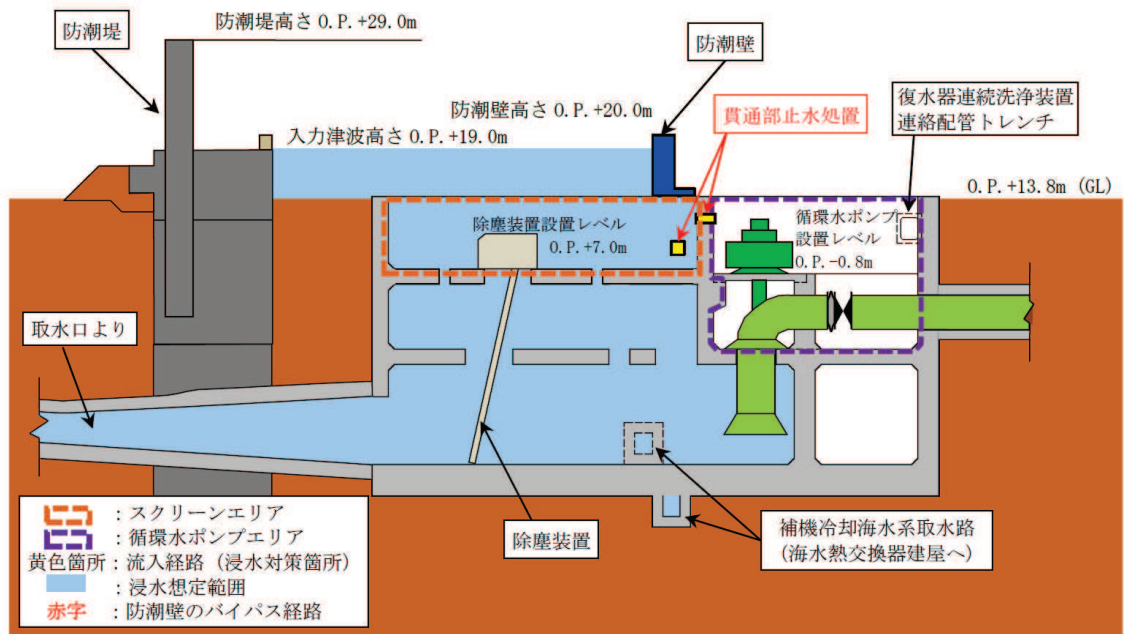 防潮堤高さ O.P.+29.0m
防潮堤
防潮壁
防潮壁高さ O.P.+20.0m
入力津波高さ O.P.+19.0m
貫通部止水処置
復水器連続洗浄装置
連絡配管トレンチ
O.P.+13.8m (GL)
除塵装置設置レベル
O.P.+7.0m
循環水ポンプ
設置レベル
O.P.-0.8m
取水口より
：スクリーンエリア
：循環水ポンプエリア
黄色箇所：流入経路（浸水対策箇所）
：浸水想定範囲
赤字：防潮壁のバイパス経路
除塵装置
補機冷却海水系取水路
(海水熱交換器建屋へ)